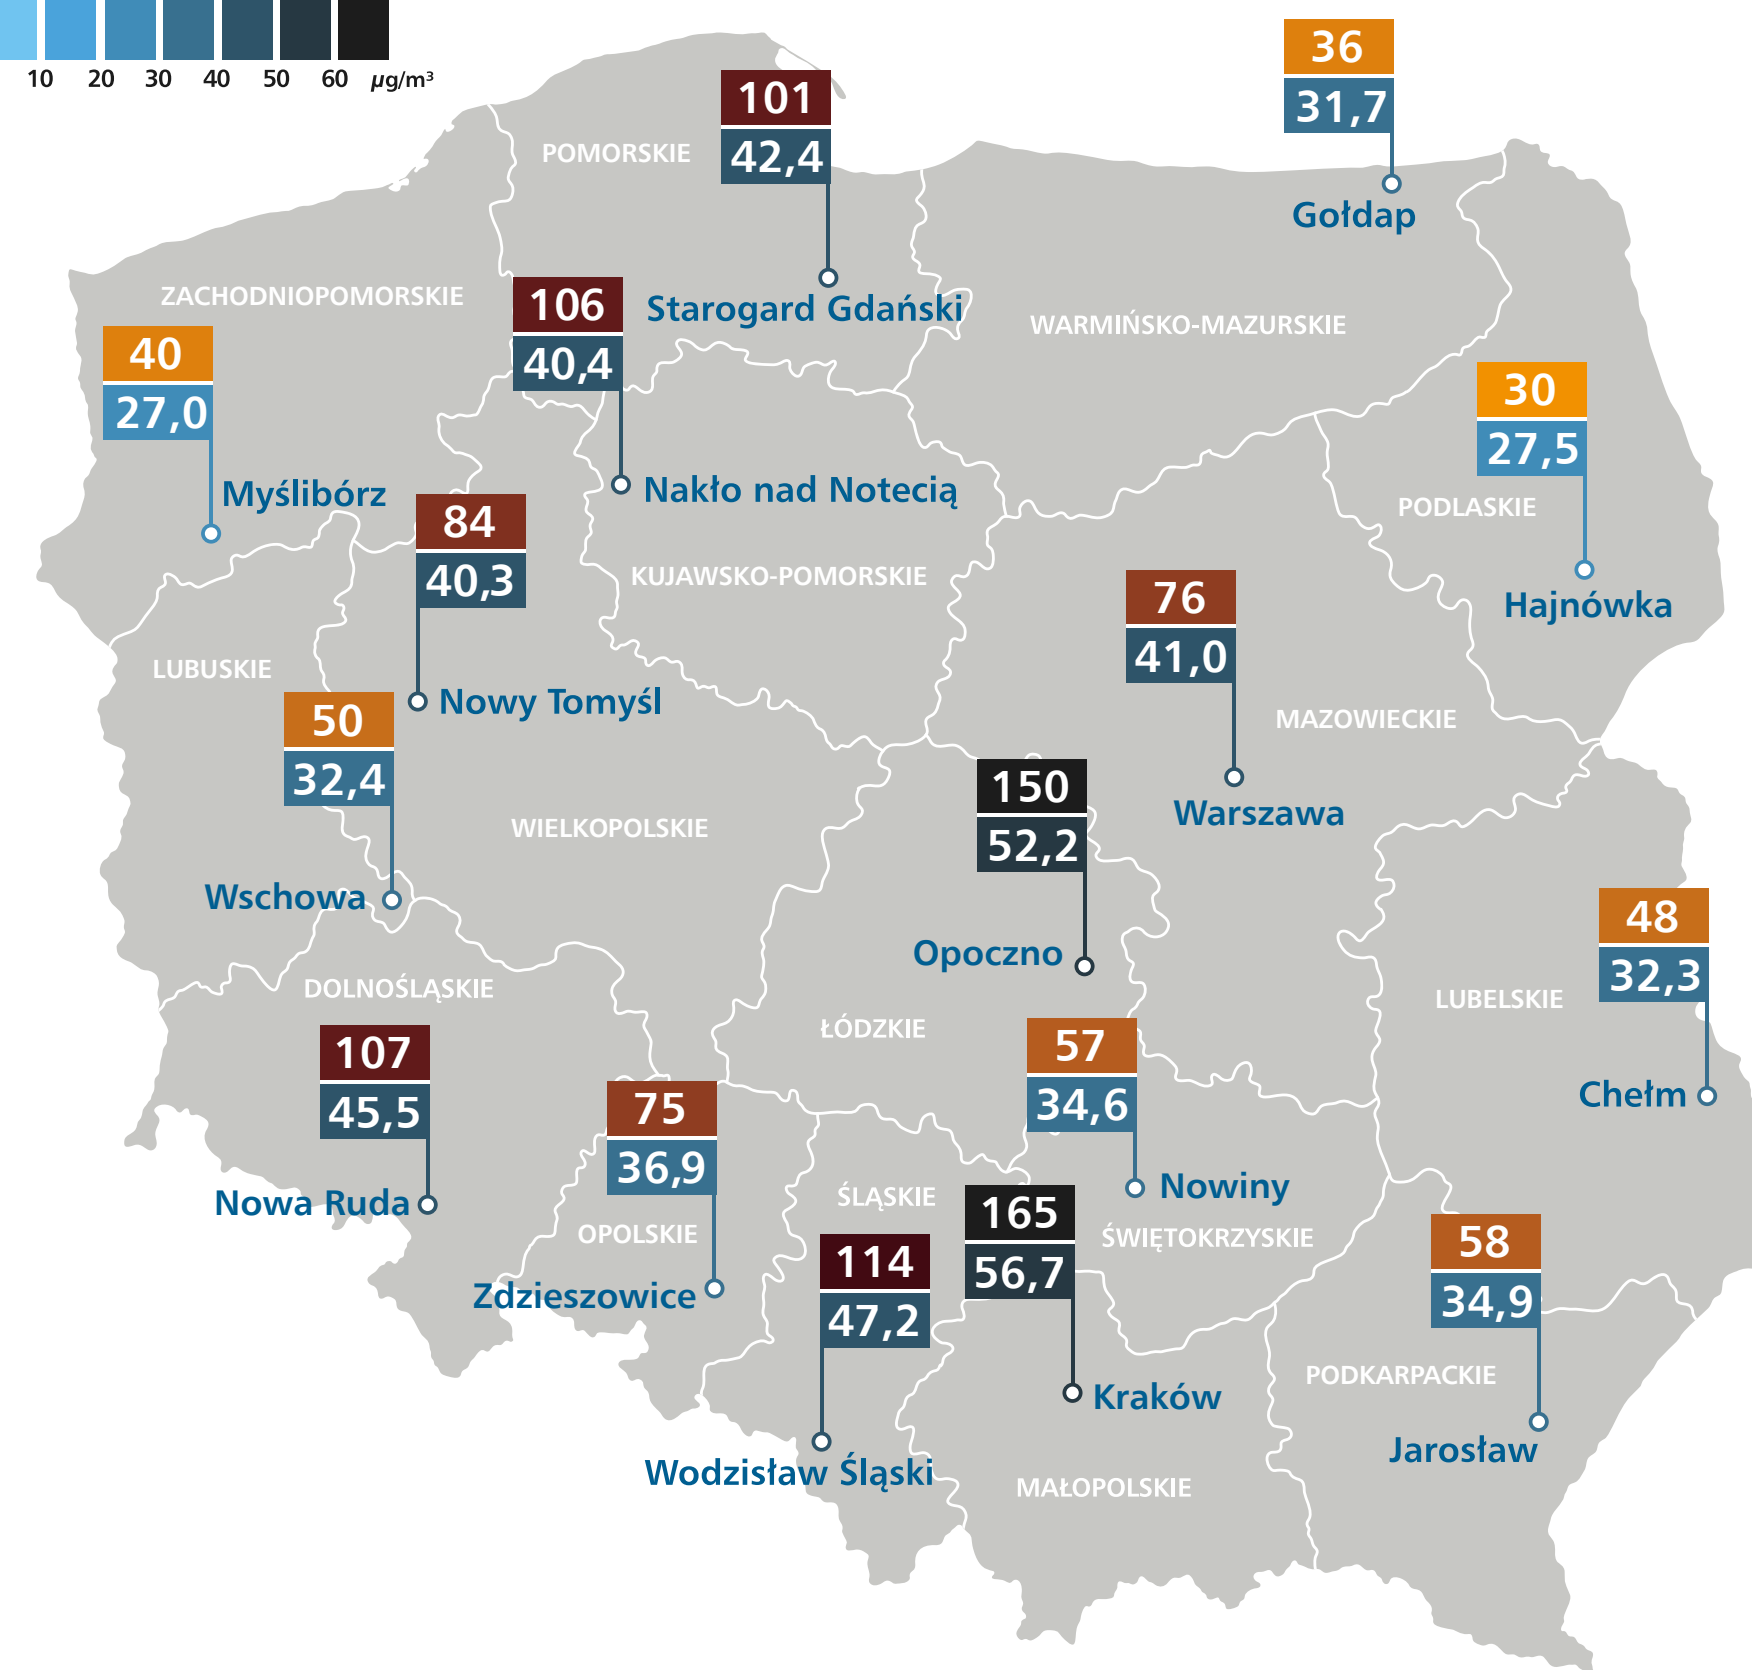 10 20 30 40 50 60 µg/m³
36
31,7
Gołdap
101
42,4
POMORSKIE
Starogard Gdański
ZACHODNIOPOMORSKIE
106
40,4
WARMIŃSKO-MAZURSKIE
40
27,0
Myślibórz
30
27,5
Nakło nad Notecią
PODLASKIE
84
40,3
KUJAWSKO-POMORSKIE
76
41,0
Hajnówka
LUBUSKIE
Nowy Tomyśl
50
32,4
MAZOWIECKIE
150
52,2
Warszawa
WIELKOPOLSKIE
Wschowa
48
32,3
Opoczno
DOLNOŚLĄSKIE
LUBELSKIE
ŁÓDZKIE
107
45,5
57
34,6
Chełm
75
36,9
Nowa Ruda
ŚLĄSKIE
Nowiny
165
56,7
OPOLSKIE
ŚWIĘTOKRZYSKIE
58
34,9
114
47,2
Zdzieszowice
PODKARPACKIE
Kraków
Jarosław
Wodzisław Śląski
MAŁOPOLSKIE